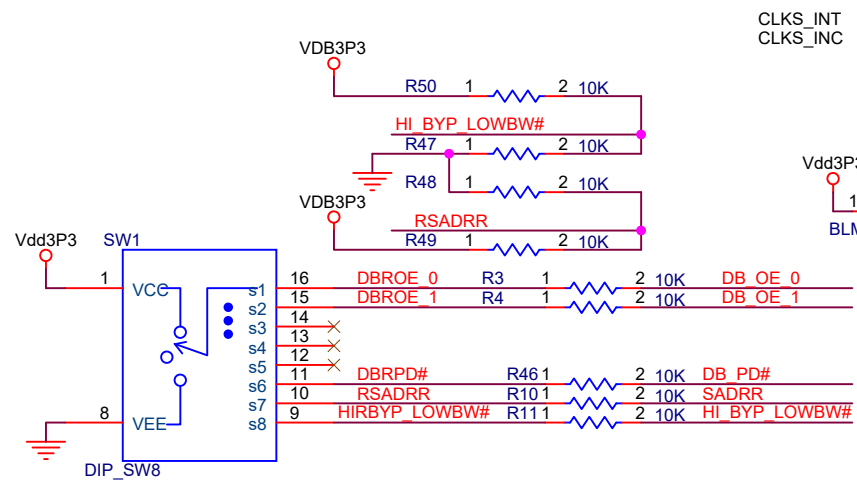 CLKS_INT
CLKS_INC
VDB3P3
R50 1 2 10K
HI_BYP_LOWBW#
R47 1 2 10K
R48 1 2 10K
VDB3P3
RSADRR
R49 1 2 10K
Vdd3P3
1
BLM
Vdd3P3
SW1
1 VCC s1 16 DBROE_0 R3 1 2 10K DB_OE_0
s2 15 DBROE_1 R4 1 2 10K DB_OE_1
s3 14
s4 13
s5 12
s6 11 DBRPD# R46 1 2 10K DB_PD#
s7 10 RSADRR R10 1 2 10K SADRR
8 VEE s8 9 HIRBYP_LOWBW# R11 1 2 10K HI_BYP_LOWBW#
DIP_SW8